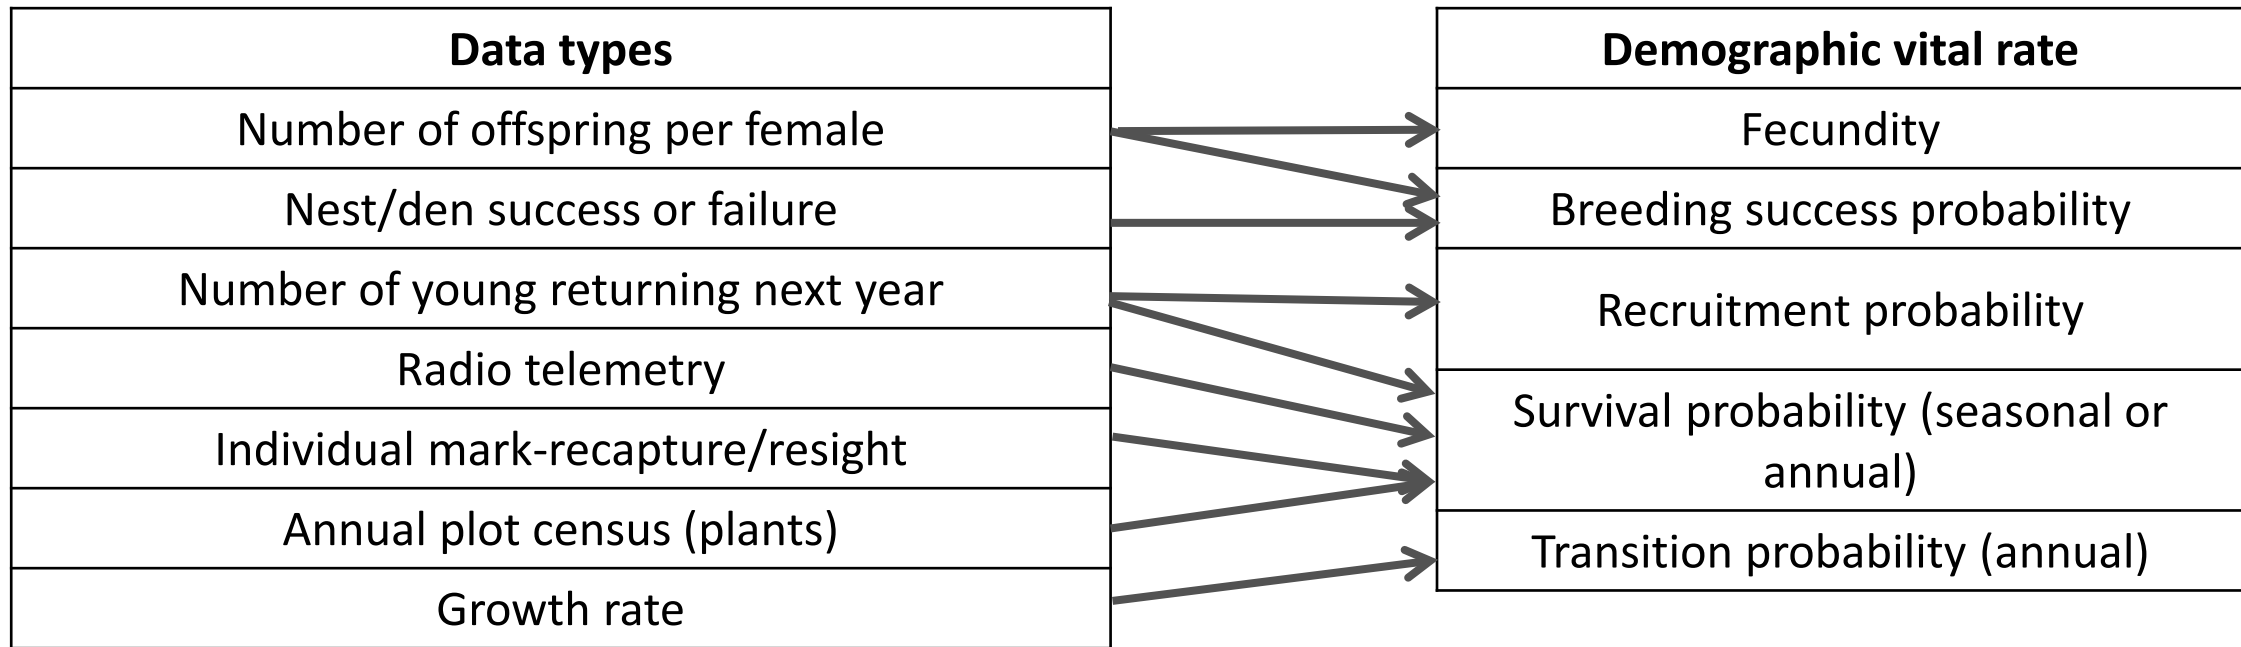 Data types
Number of offspring per female
Nest/den success or failure
Number of young returning next year
Radio telemetry
Individual mark-recapture/resight
Annual plot census (plants)
Growth rate
Demographic vital rate
Fecundity
Breeding success probability
Recruitment probability
Survival probability (seasonal or
annual)
Transition probability (annual)